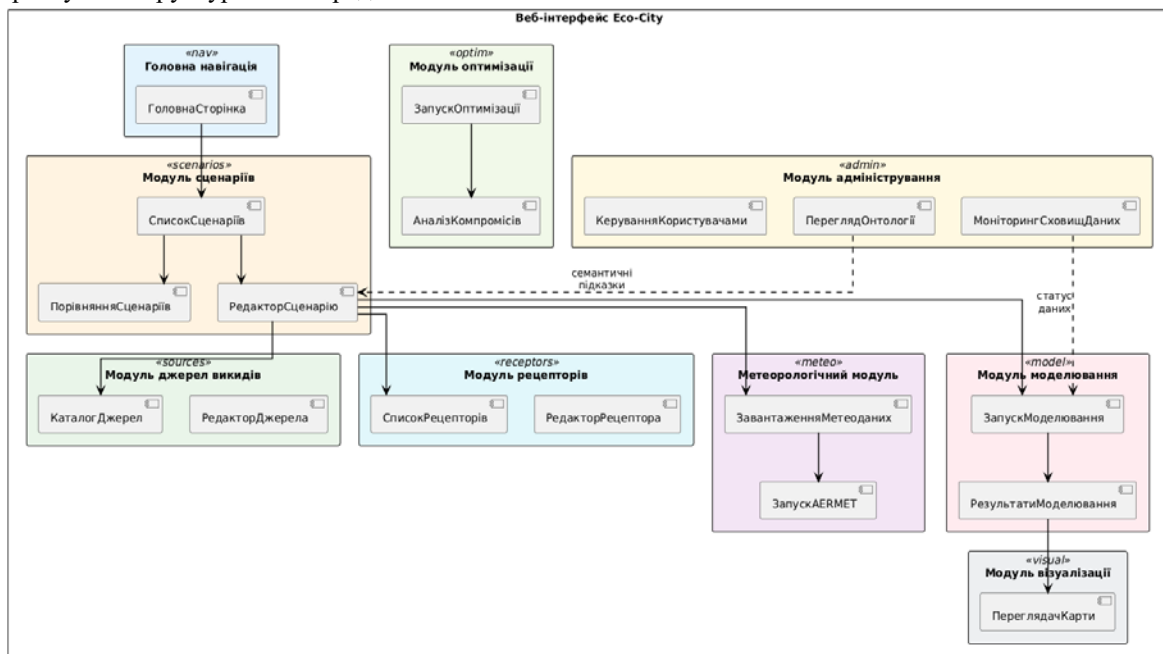 Веб-інтерфейс Eco-City
«nav»
Головна навігація
ГоловнаСторінка
«optim»
Модуль оптимізації
ЗапускОптимізації
АналізКомпромісів
«scenarios»
Модуль сценаріїв
СписокСценаріїв
ПорівнянняСценаріїв
РедакторСценарію
«admin»
Модуль адміністрування
КеруванняКористувачами
ПереглядОнтології
МоніторингСховищДаних
семантичні
підказки
статус
даних
«sources»
Модуль джерел викидів
КаталогДжерел
РедакторДжерела
«receptors»
Модуль рецепторів
СписокРецепторів
РедакторРецептора
«meteo»
Метеорологічний модуль
ЗавантаженняМетеоданих
ЗапускAERMET
«model»
Модуль моделювання
ЗапускМоделювання
РезультатиМоделювання
«visual»
Модуль візуалізації
ПереглядачКарти